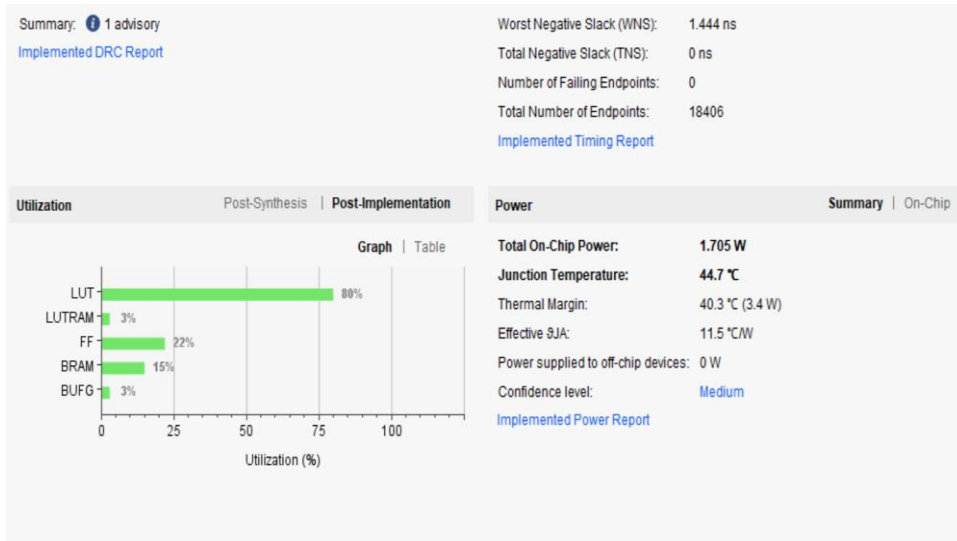 Summary: 1 advisory
Implemented DRC Report
Worst Negative Slack (WNS): 1.444 ns
Total Negative Slack (TNS): 0 ns
Number of Failing Endpoints: 0
Total Number of Endpoints: 18406
Implemented Timing Report
Utilization
Post-Synthesis | Post-Implementation
Graph | Table
LUT 80%
LUTRAM 3%
FF 22%
BRAM 15%
BUFG 3%
0 25 50 75 100
Utilization (%)
Power
Summary | On-Chip
Total On-Chip Power: 1.705 W
Junction Temperature: 44.7 °C
Thermal Margin: 40.3 °C (3.4 W)
Effective ϑJA: 11.5 °C/W
Power supplied to off-chip devices: 0 W
Confidence level: Medium
Implemented Power Report